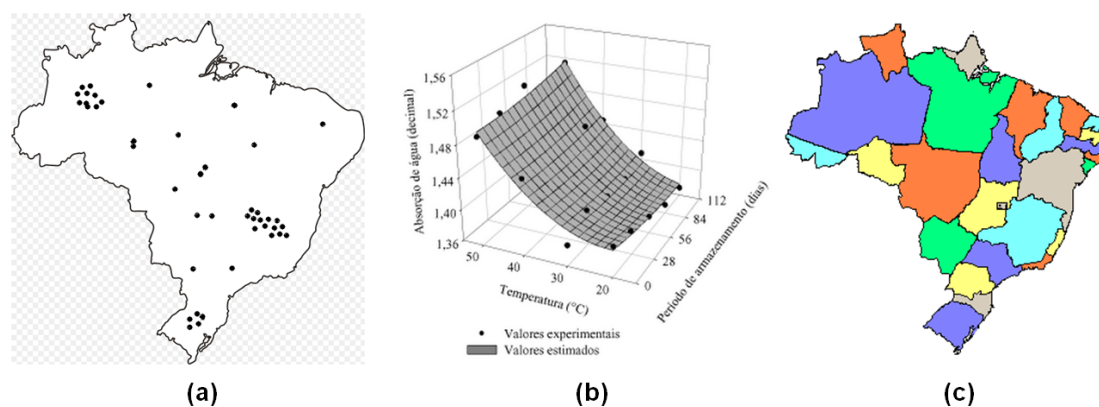 1,56
1,52
1,48
1,44
1,40
1,36
Absorção de água (decimal)
50
40
30
20
Temperatura (°C)
0
28
56
84
112
Período de armazenamento (dias)
Valores experimentais
Valores estimados
(a)
(b)
(c)